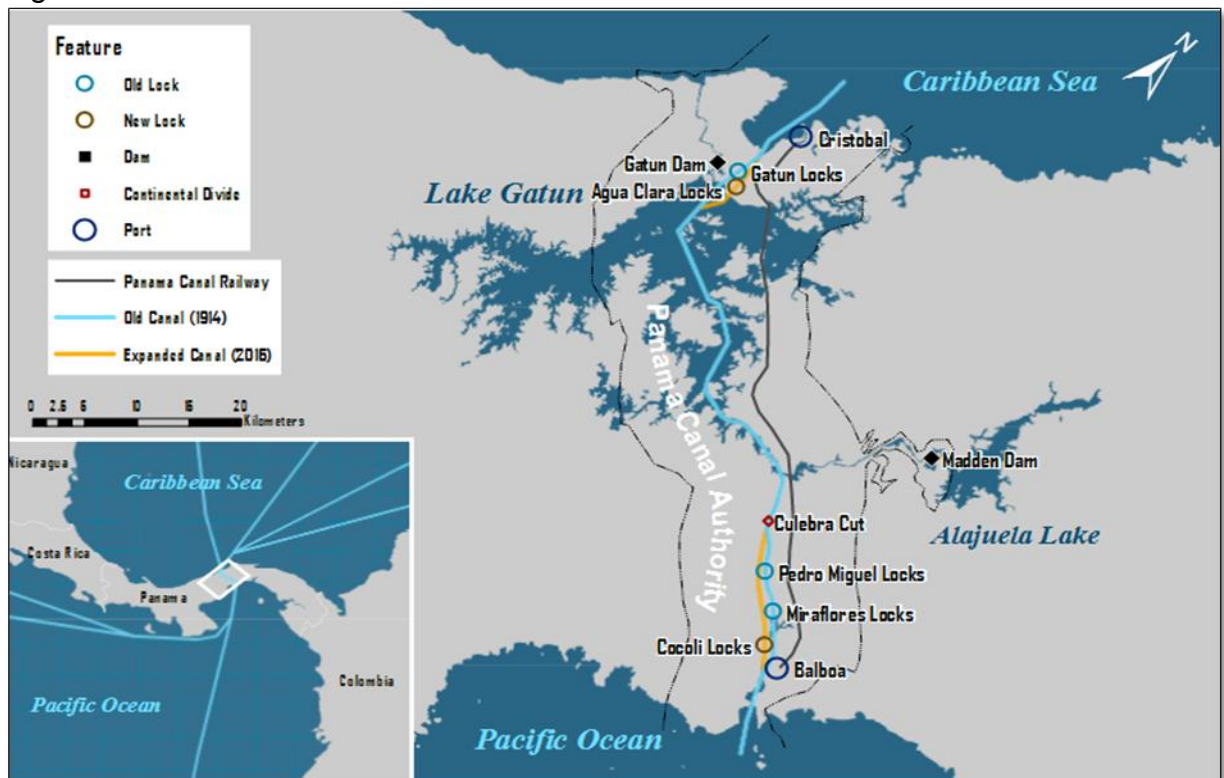 Feature
Old Lock
New Lock
Dam
Continental Divide
Port
Panama Canal Railway
Old Canal (1914)
Expanded Canal (2016)
0 2.5 5 10 15 20
Kilometers
N
Caribbean Sea
Cristobal
Gatun Dam
Gatun Locks
Lake Gatun
Agua Clara Locks
Panama Canal Authority
Madden Dam
Alajuela Lake
Culebra Cut
Pedro Miguel Locks
Miraflores Locks
Cocoli Locks
Balboa
Pacific Ocean
Nicaragua
Caribbean Sea
Costa Rica
Panama
Colombia
Pacific Ocean